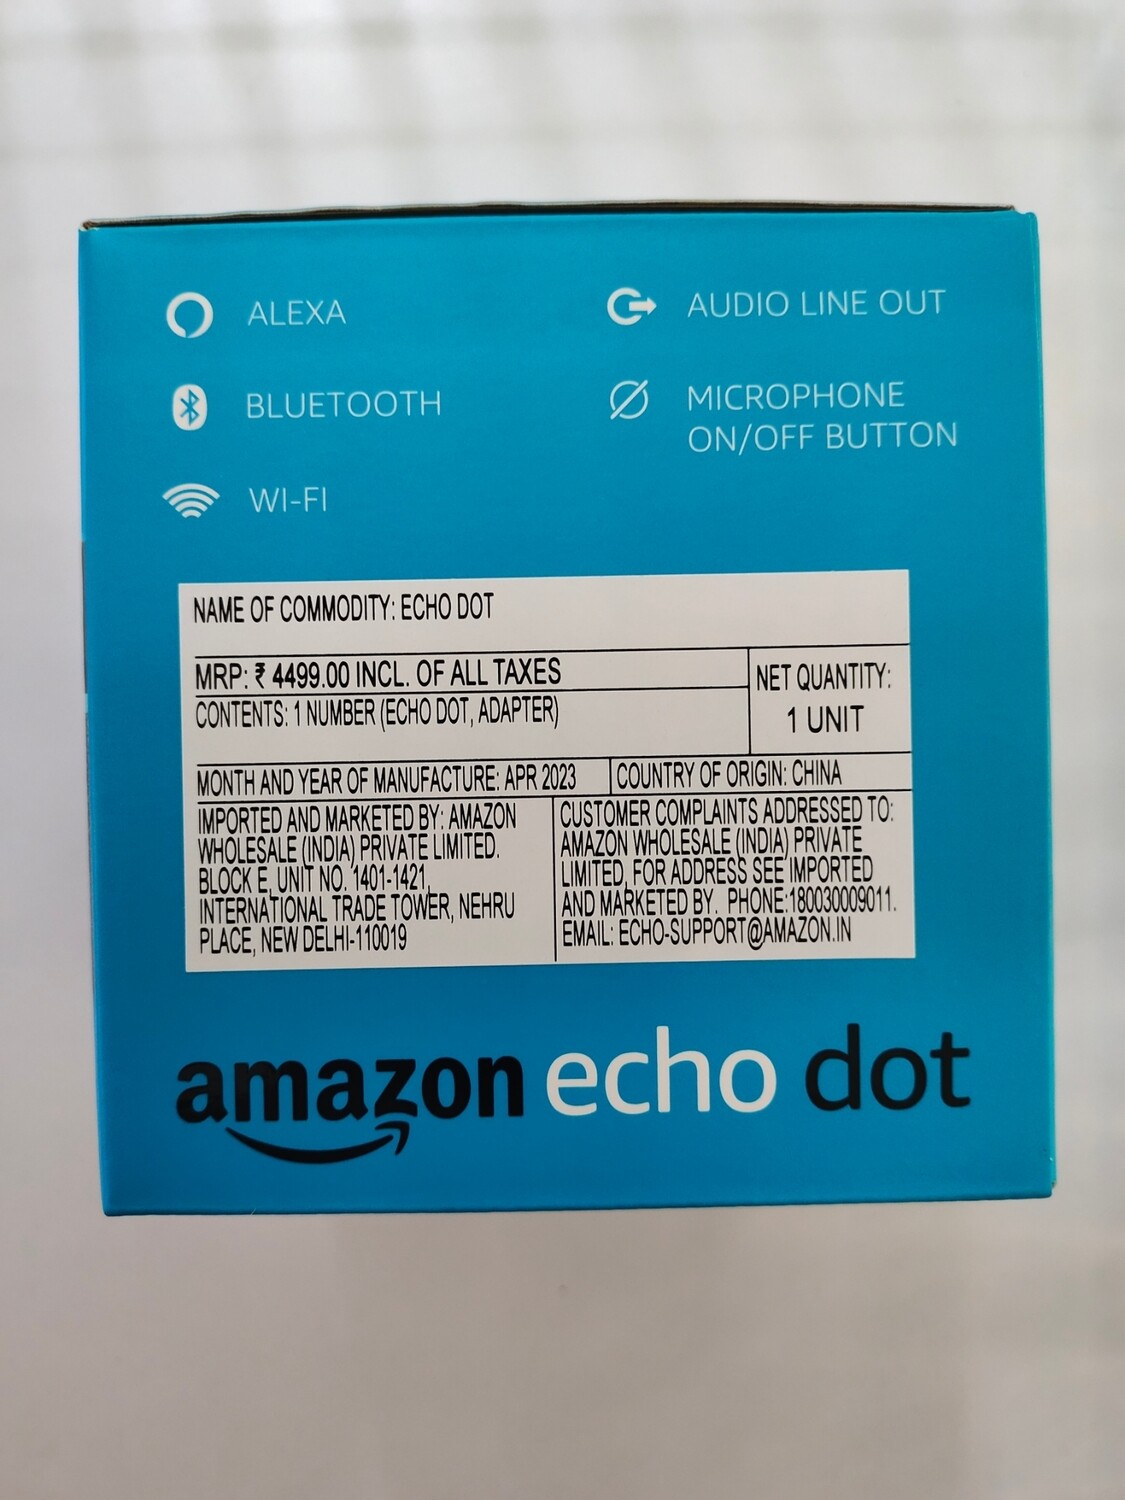 ALEXA
AUDIO LINE OUT
BLUETOOTH
MICROPHONE
ON/OFF BUTTON
WI-FI
NAME OF COMMODITY: ECHO DOT
MRP: ₹ 4499.00 INCL. OF ALL TAXES
CONTENTS: 1 NUMBER (ECHO DOT, ADAPTER)
NET QUANTITY:
1 UNIT
MONTH AND YEAR OF MANUFACTURE: APR 2023
COUNTRY OF ORIGIN: CHINA
IMPORTED AND MARKETED BY: AMAZON
WHOLESALE (INDIA) PRIVATE LIMITED.
BLOCK E, UNIT NO. 1401-1421,
INTERNATIONAL TRADE TOWER, NEHRU
PLACE, NEW DELHI-110019
CUSTOMER COMPLAINTS ADDRESSED TO:
AMAZON WHOLESALE (INDIA) PRIVATE
LIMITED, FOR ADDRESS SEE IMPORTED
AND MARKETED BY. PHONE:180030009011.
EMAIL: ECHO-SUPPORT@AMAZON.IN
amazon echo dot